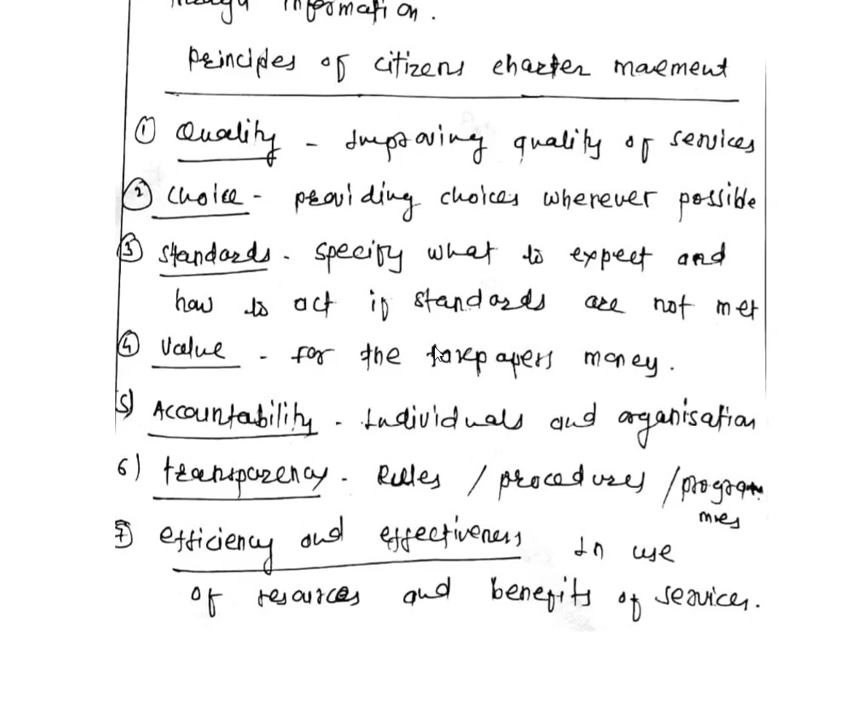 through information.
Principles of citizens charter movement
① Quality - Improving quality of services
② Choice - providing choices wherever possible
③ Standards - specify what to expect and
how to act if standards are not met
④ Value - for the taxpayers money.
5) Accountability - Individuals and organisation
6) transparency - Rules / procedures / program
mies
⑦ efficiency and effectiveness In use
of resources and benefits of services.